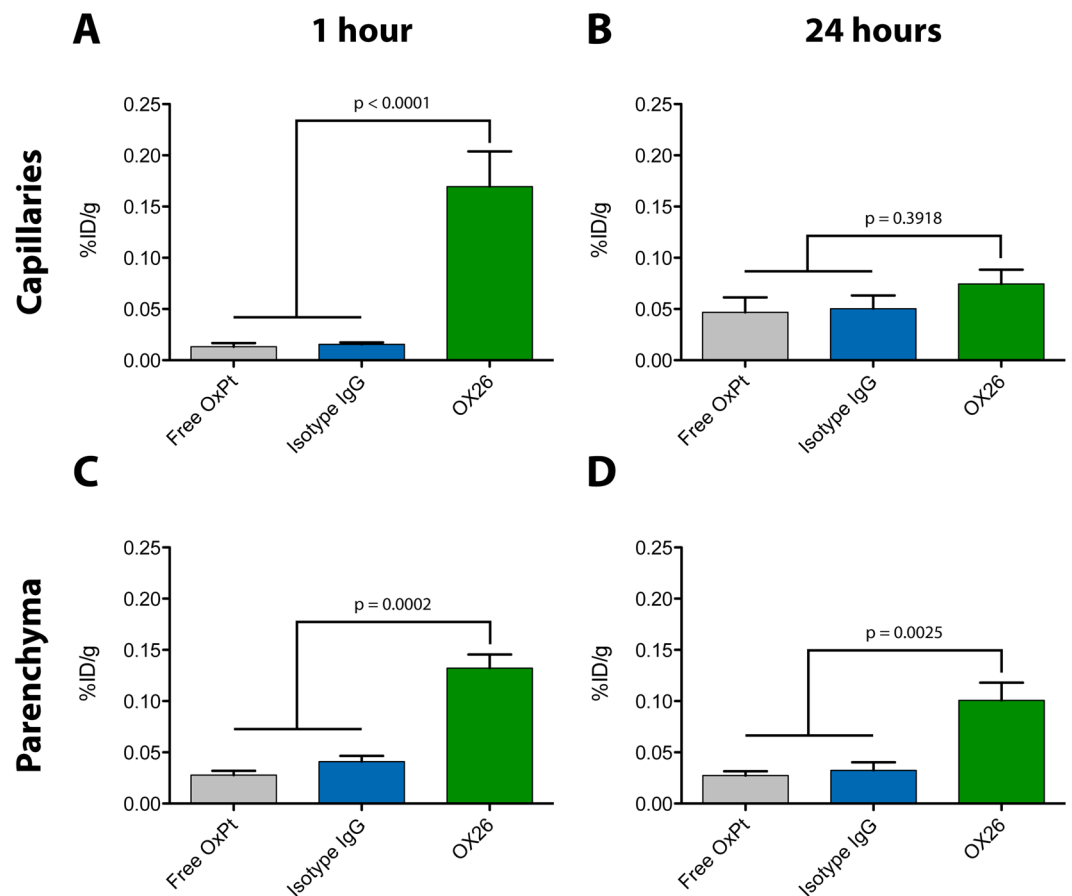 A
1 hour
B
24 hours
Capillaries
%ID/g
0.25
0.20
0.15
0.10
0.05
0.00
p < 0.0001
Free OxPt
Isotype IgG
OX26
%ID/g
0.25
0.20
0.15
0.10
0.05
0.00
p = 0.3918
Free OxPt
Isotype IgG
OX26
C
D
Parenchyma
%ID/g
0.25
0.20
0.15
0.10
0.05
0.00
p = 0.0002
Free OxPt
Isotype IgG
OX26
%ID/g
0.25
0.20
0.15
0.10
0.05
0.00
p = 0.0025
Free OxPt
Isotype IgG
OX26